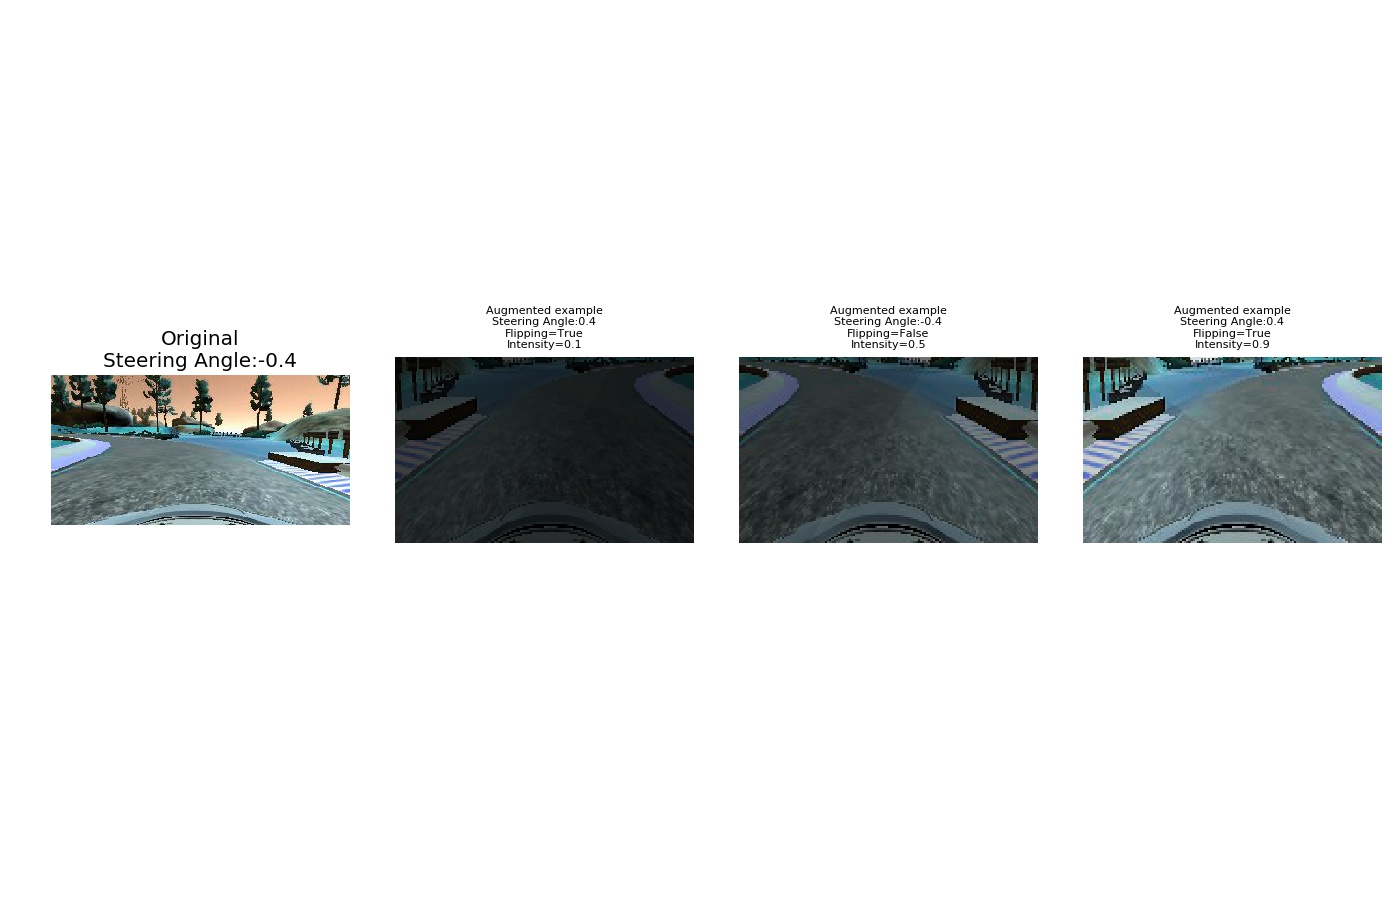 Original
Steering Angle:-0.4
Augmented example
Steering Angle:0.4
Flipping=True
Intensity=0.1
Augmented example
Steering Angle:-0.4
Flipping=False
Intensity=0.5
Augmented example
Steering Angle:0.4
Flipping=True
Intensity=0.9